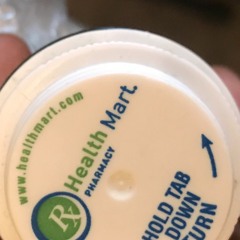 www.healthmart.com
Health Mart.
PHARMACY
Rx
HOLD TAB
DOWN
TURN